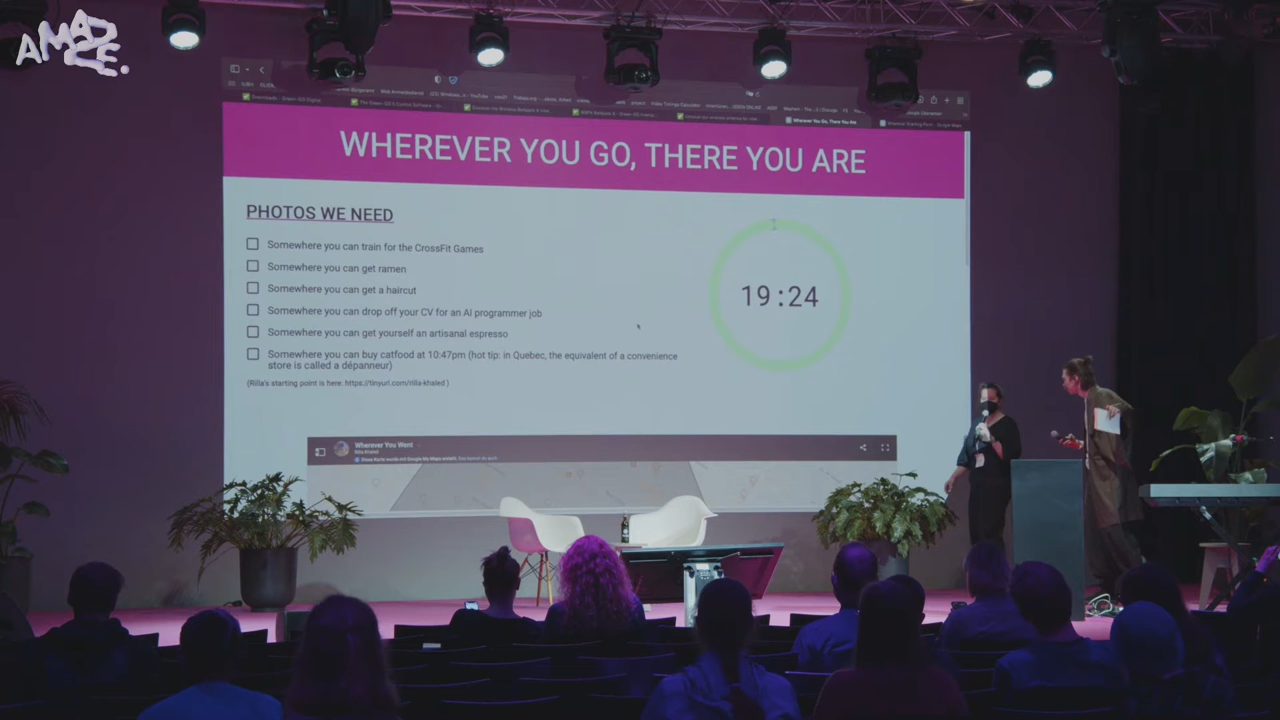 AMAZE.
WHEREVER YOU GO, THERE YOU ARE
PHOTOS WE NEED
Somewhere you can train for the CrossFit Games
Somewhere you can get ramen
Somewhere you can get a haircut
Somewhere you can drop off your CV for an AI programmer job
Somewhere you can get yourself an artisanal espresso
Somewhere you can buy catfood at 10:47pm (hot tip: in Quebec, the equivalent of a convenience
store is called a dépanneur)
(Rilla's starting point is here: https://tinyurl.com/rilla-khaled )
19:24
Wherever You Went
Rilla Khaled